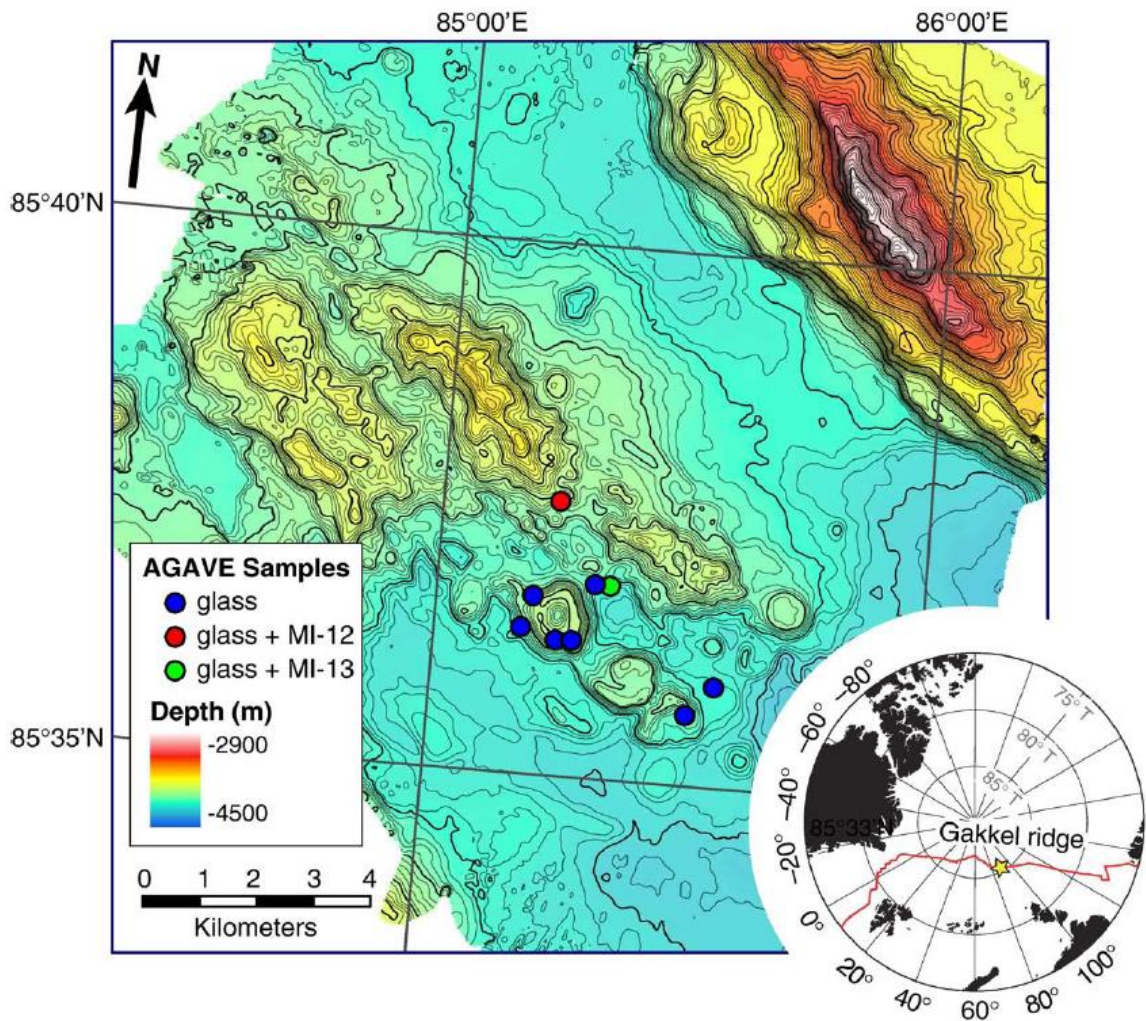 85°00'E
86°00'E
N
85°40'N
85°35'N
AGAVE Samples
glass
glass + MI-12
glass + MI-13
Depth (m)
-2900
-4500
0 1 2 3 4
Kilometers
-80°
-60°
-40°
-20°
0°
20°
40°
60°
80°
100°
75° T
80° T
85° T
85°33'N
Gakkel ridge